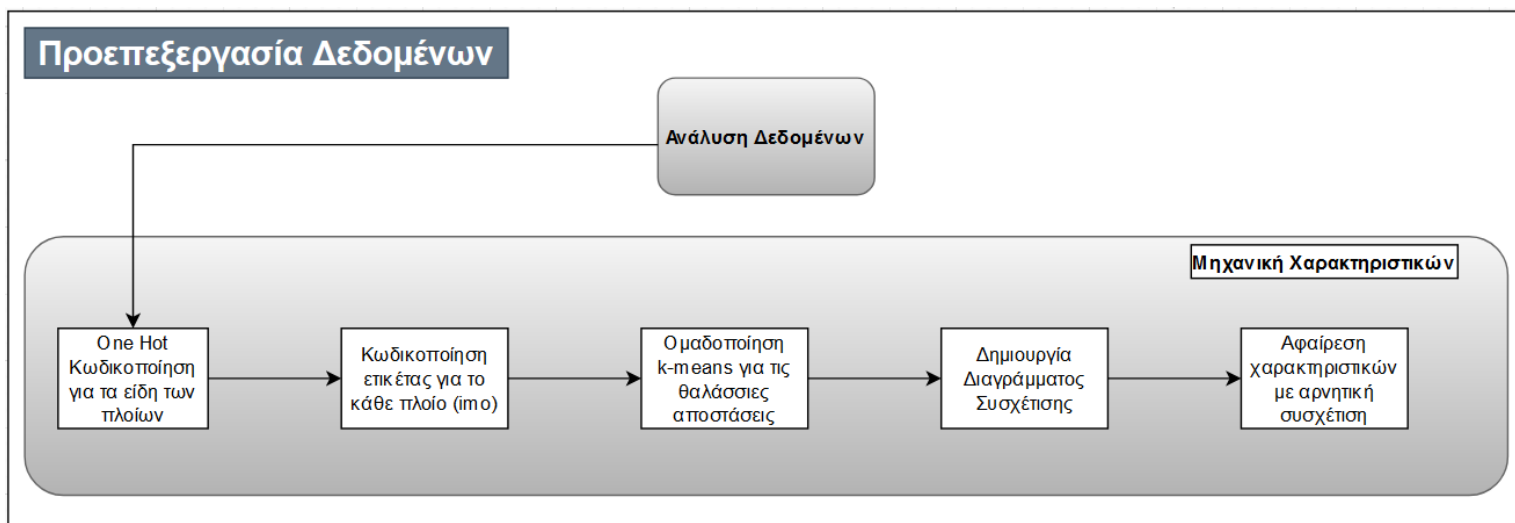 Προεπεξεργασία Δεδομένων
Ανάλυση Δεδομένων
Μηχανική Χαρακτηριστικών
One Hot
Κωδικοποίηση
για τα είδη των
πλοίων
Κωδικοποίηση
ετικέτας για το
κάθε πλοίο (imo)
Ομαδοποίηση
k-means για τις
θαλάσσιες
αποστάσεις
Δημιουργία
Διαγράμματος
Συσχέτισης
Αφαίρεση
χαρακτηριστικών
με αρνητική
συσχέτιση